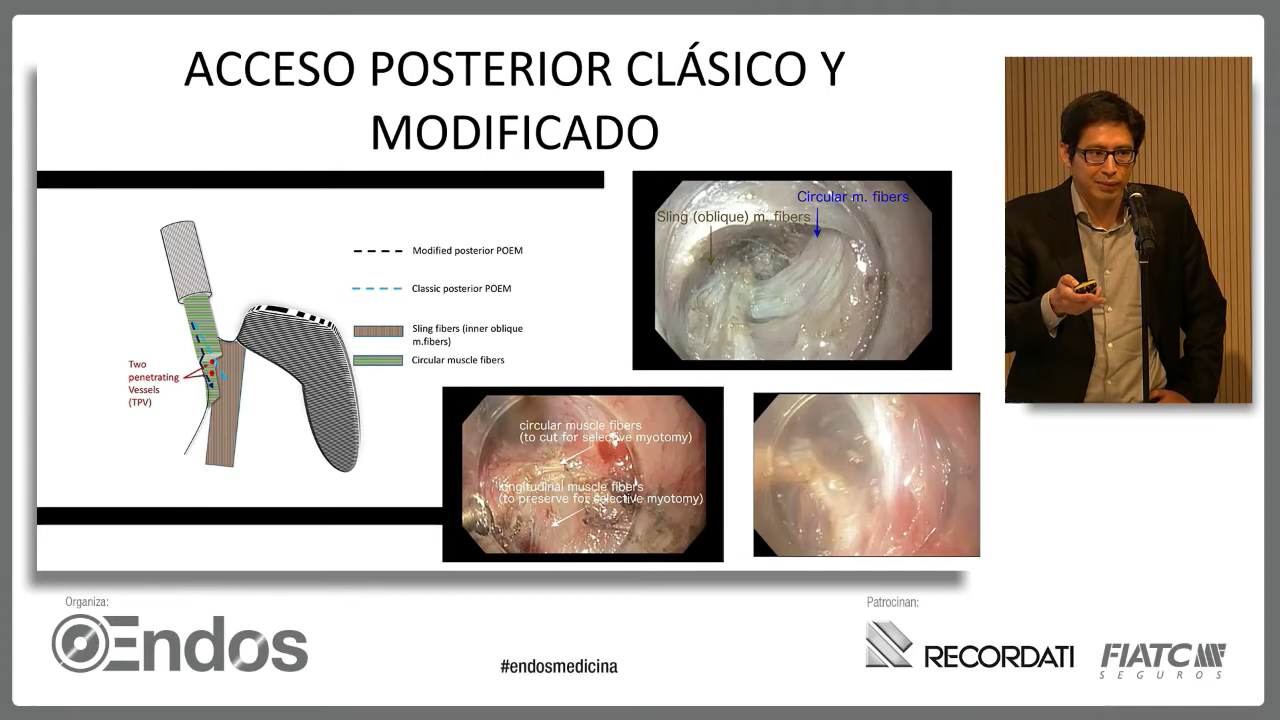 ACCESO POSTERIOR CLÁSICO Y
MODIFICADO
Modified posterior POEM
Classic posterior POEM
Sling fibers (inner oblique
m.fibers)
Circular muscle fibers
Two
penetrating
Vessels
(TPV)
Circular m. fibers
Sling (oblique) m. fibers
circular muscle fibers
(to cut for selective myotomy)
longitudinal muscle fibers
(to preserve for selective myotomy)
Organiza:
Endos
#endosmedicina
Patrocinan:
RECORDATI
FIATC
SEGUROS